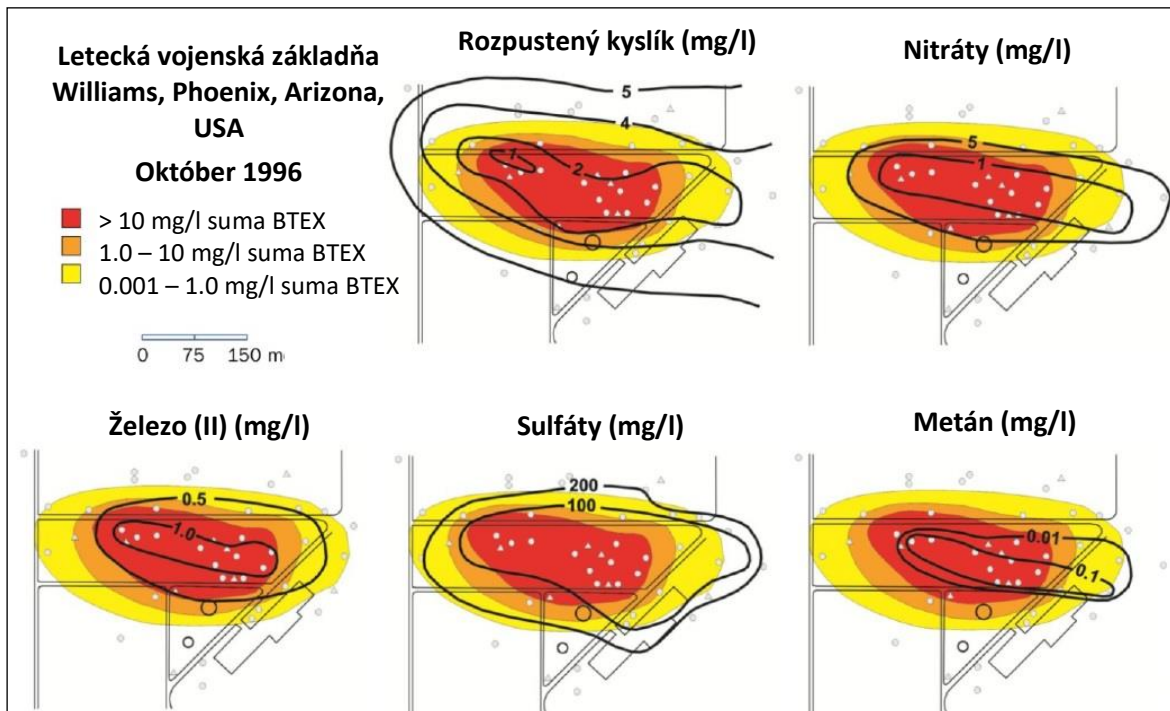 Letecká vojenská základňa
Williams, Phoenix, Arizona,
USA
Október 1996
> 10 mg/l suma BTEX
1.0 – 10 mg/l suma BTEX
0.001 – 1.0 mg/l suma BTEX
0 75 150 m
Rozpustený kyslík (mg/l)
5
4
2
1
Nitráty (mg/l)
5
1
Železo (II) (mg/l)
0.5
1.0
Sulfáty (mg/l)
200
100
Metán (mg/l)
0.01
0.1